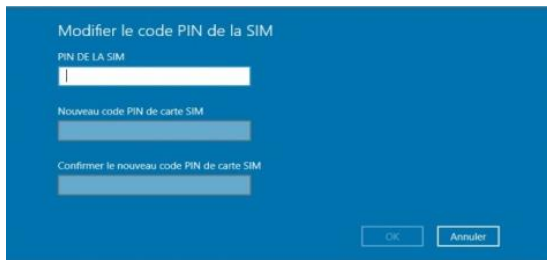 Modifier le code PIN de la SIM
PIN DE LA SIM
Nouveau code PIN de carte SIM
Confirmer le nouveau code PIN de carte SIM
OK Annuler